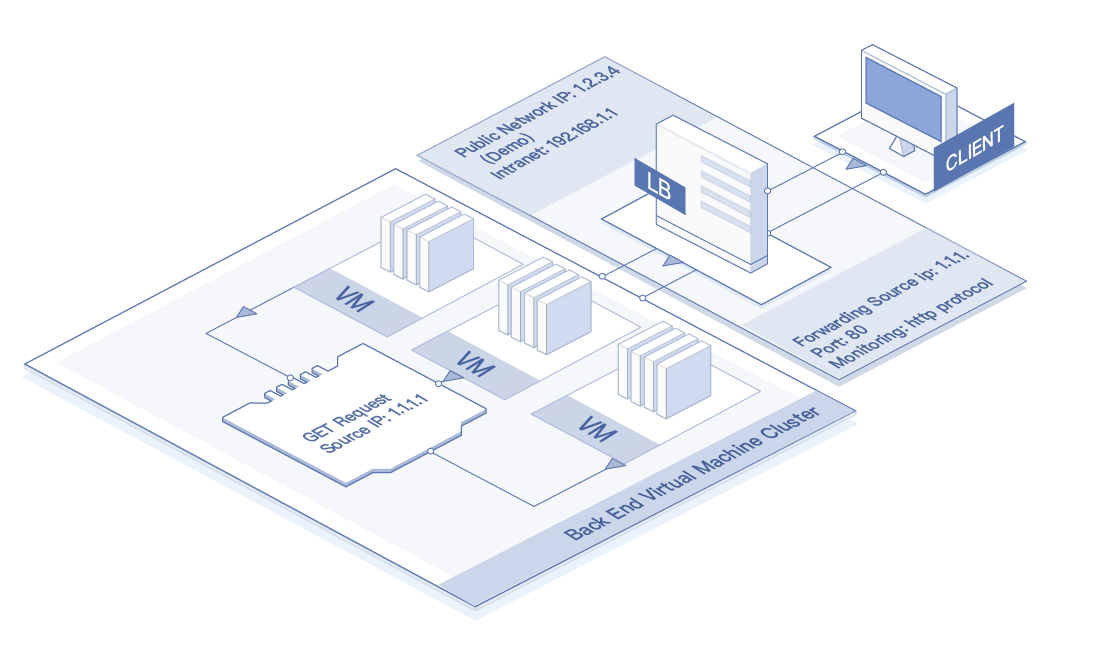 Public Network IP: 1.2.3.4
(Demo)
Intranet: 192.168.1.1
CLIENT
LB
Forwarding Source ip: 1.1.1.
Port: 80
Monitoring: http protocol
VM
VM
VM
GET Request
Source IP: 1.1.1.1
Back End Virtual Machine Cluster